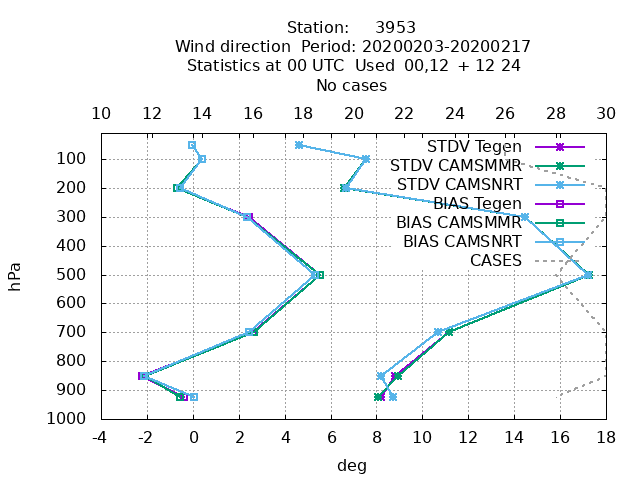 Station: 3953
Wind direction Period: 20200203-20200217
Statistics at 00 UTC Used 00,12 + 12 24
No cases
10 12 14 16 18 20 22 24 26 28 30
STDV Tegen
STDV CAMSMMR
STDV CAMSNRT
BIAS Tegen
BIAS CAMSMMR
BIAS CAMSNRT
CASES
100
200
300
400
500
600
700
800
900
1000
hPa
-4 -2 0 2 4 6 8 10 12 14 16 18
deg